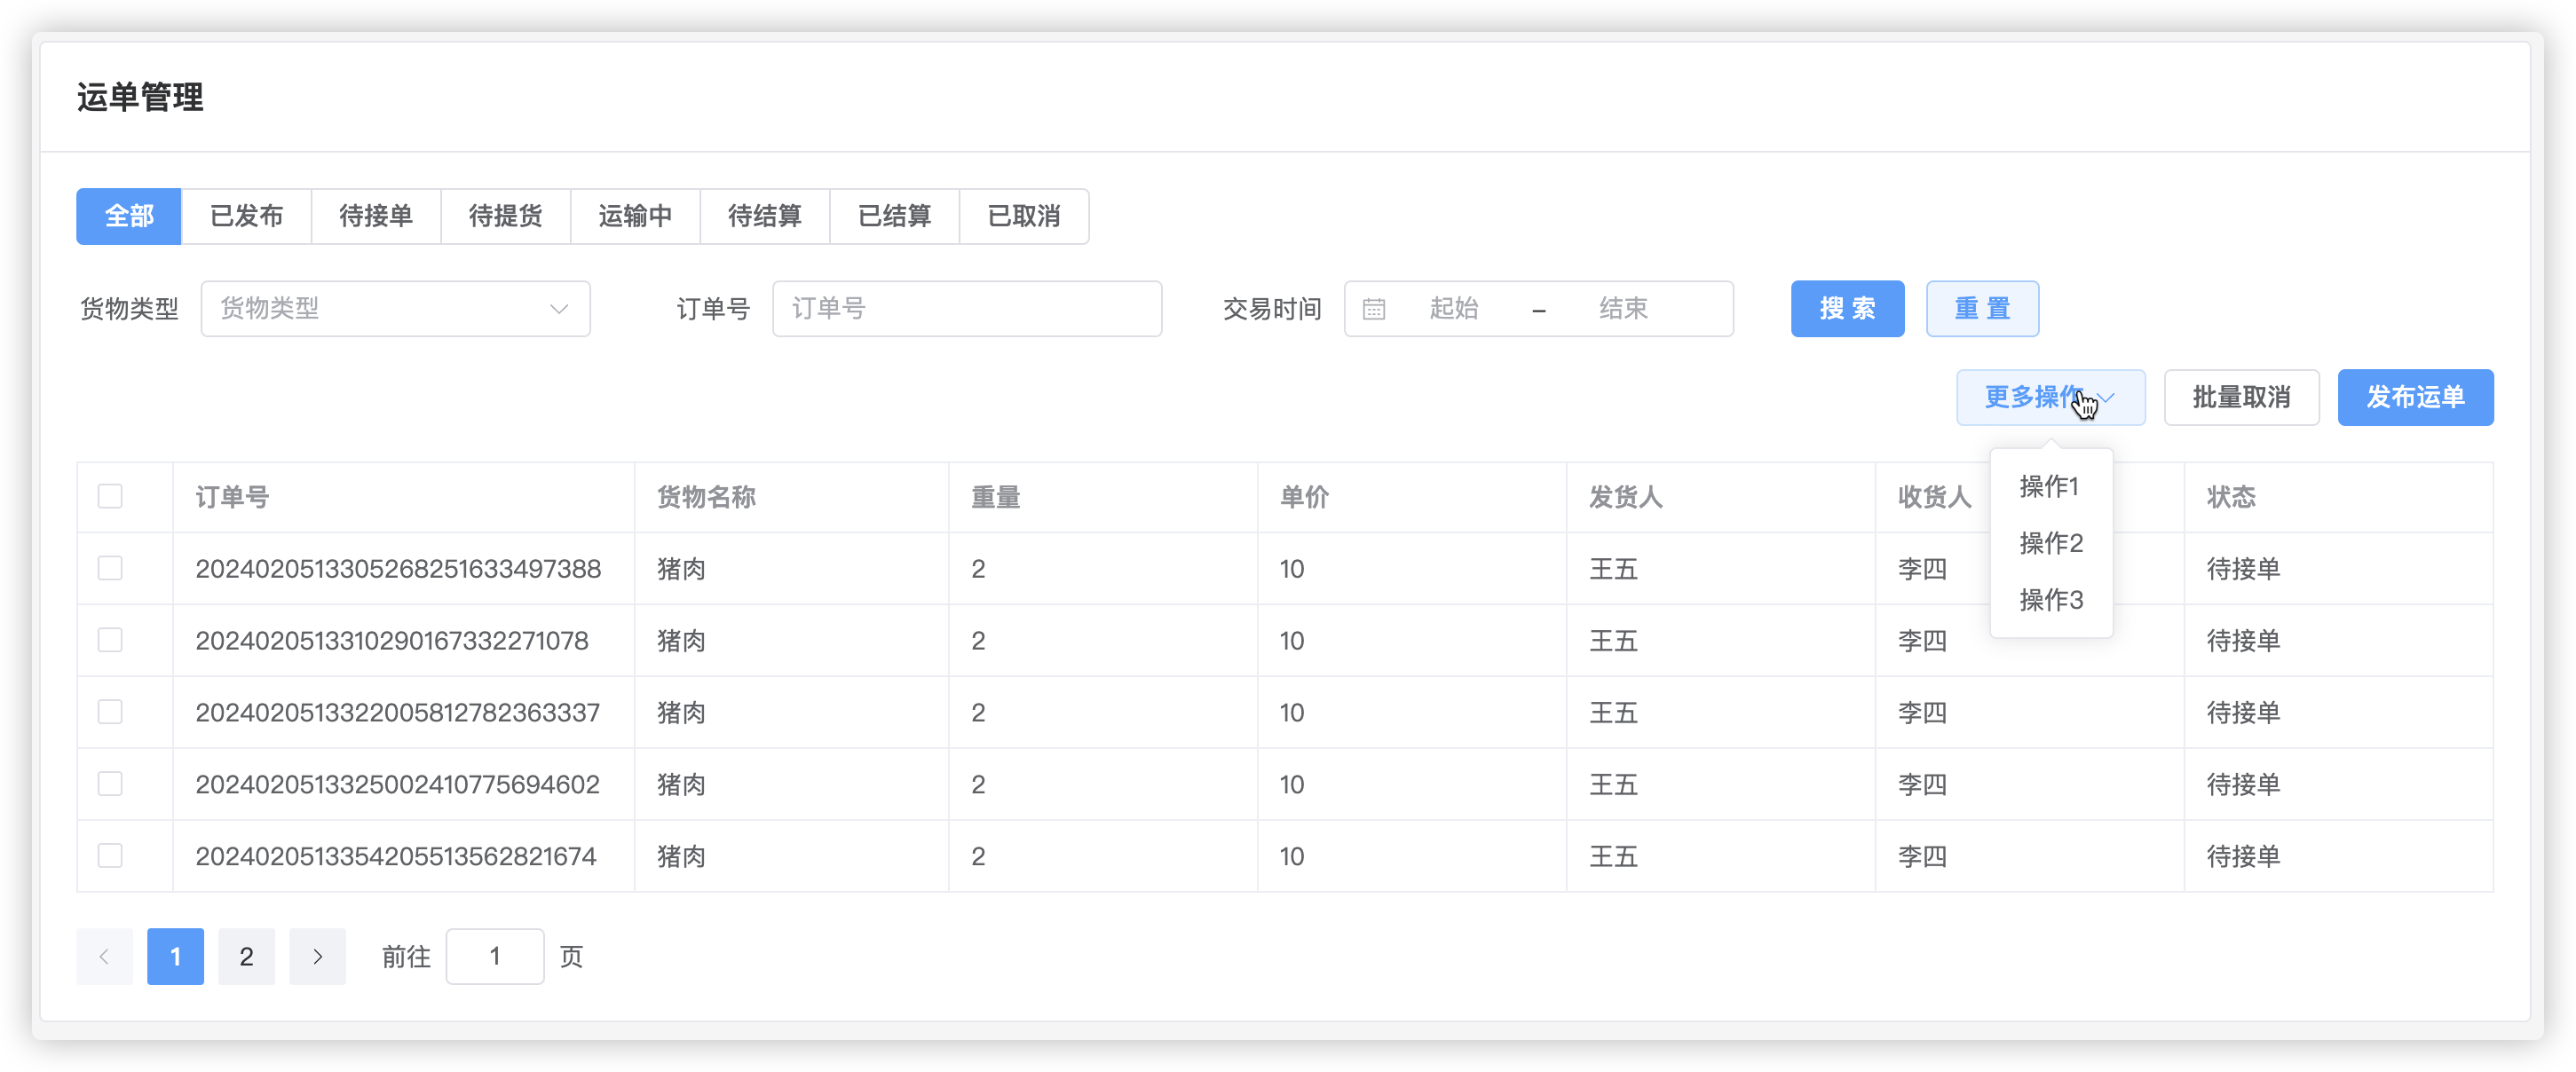 运单管理
全部 已发布 待接单 待提货 运输中 待结算 已结算 已取消
货物类型 货物类型 订单号 订单号 交易时间 起始 – 结束 搜 索 重 置
更多操作 批量取消 发布运单
操作1
操作2
操作3
订单号 货物名称 重量 单价 发货人 收货人 状态
2024020513305268251633497388 猪肉 2 10 王五 李四 待接单
2024020513310290167332271078 猪肉 2 10 王五 李四 待接单
2024020513322005812782363337 猪肉 2 10 王五 李四 待接单
2024020513325002410775694602 猪肉 2 10 王五 李四 待接单
2024020513354205513562821674 猪肉 2 10 王五 李四 待接单
1 2 前往 1 页